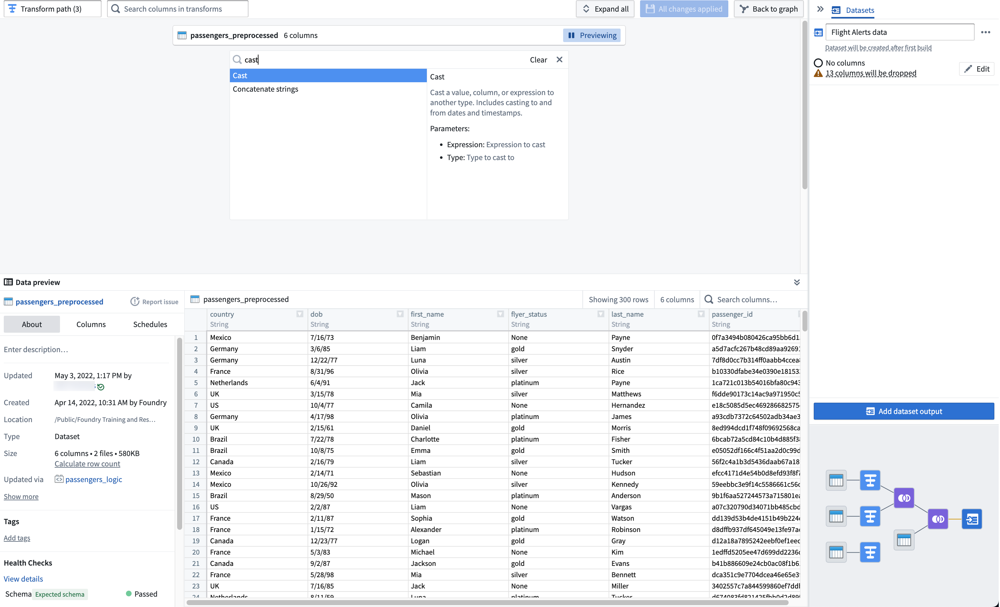 Transform path (3)
Search columns in transforms
Expand all
All changes applied
Back to graph
passengers_preprocessed 6 columns
Previewing
cast
Clear
Cast
Concatenate strings
Cast
Cast a value, column, or expression to
another type. Includes casting to and
from dates and timestamps.
Parameters:
• Expression: Expression to cast
• Type: Type to cast to
Datasets
Flight Alerts data
Dataset will be created after first build
No columns
13 columns will be dropped
Edit
Add dataset output
Data preview
passengers_preprocessed
Report issue
About Columns Schedules
Enter description…
Updated May 3, 2022, 1:17 PM by
Created Apr 14, 2022, 10:31 AM by Foundry
Location /Public/Foundry Training and Res…
Type Dataset
Size 6 columns • 2 files • 580KB
Calculate row count
Updated via passengers_logic
Show more
Tags
Add tags
Health Checks
View details
Schema Expected schema Passed
passengers_preprocessed
Showing 300 rows
6 columns
Search columns…
country dob first_name flyer_status last_name passenger_id
String String String String String String
1 Mexico 7/16/73 Benjamin None Payne 0f7a3494b080426ca95bb6d1
2 Germany 3/6/85 Liam gold Snyder a5d7acfc267b48cd89aa9269
3 Germany 12/22/77 Luna silver Austin 7df8d0cc7b314ff0aabb4ccea
4 France 8/31/96 Olivia silver Rice b10330dfabe34e0390e18153
5 Netherlands 6/4/91 Jack platinum Payne 1ca721c013b54016bfa80c943
6 UK 3/15/78 Mia silver Matthews f6dde90173c14ac9a971950c5
7 US 10/4/77 Camila None Hernandez e18c5085d5ec469286682575
8 Germany 4/17/98 Olivia platinum James a93cdb7372c64502adb34ae3
9 UK 2/15/61 Daniel gold Morris 8ed994dcd1f748f09692568ca
10 Brazil 7/22/78 Charlotte platinum Fisher 6bcab72a5cd84c10b4d885f3
11 Brazil 10/8/75 Emma gold Smith e05052df166c4f51aa2d0c99d
12 Canada 2/16/79 Liam silver Tucker 56f2c4a1b3d5436daab67a18
13 Mexico 2/14/71 Sebastian None Hudson efcc4171d4e54b0d8efd93f8f7
14 Mexico 10/26/92 Olivia silver Kennedy 59eebbc3e9f14c5586661c56c
15 Brazil 8/29/50 Mason platinum Anderson 9b1f6aa527244573a715801e
16 US 2/2/87 Liam None Vargas a07c320790d34071bb485cbd
17 France 2/11/87 Sophia gold Watson dd139d53b4de4151b49b224
18 France 1/15/72 Alexander platinum Robinson d8dffb937df645049e13fe97a
19 Canada 12/23/77 Logan gold Gray d12a18a7895242eebf0ef1eec
20 France 5/3/83 Michael None Kim 1edffd5205ee47d699dd2236
21 Canada 9/2/87 Jackson gold Evans b41b886609e24cb0ac08f1b6
22 France 5/28/98 Mia silver Bennett dca351c9e7704dcea46e65e3
23 UK 7/16/85 Jack None Miller 3402557c7a844599860ef7dd
24 Netherlands 8/11/59 Luna platinum Tucker